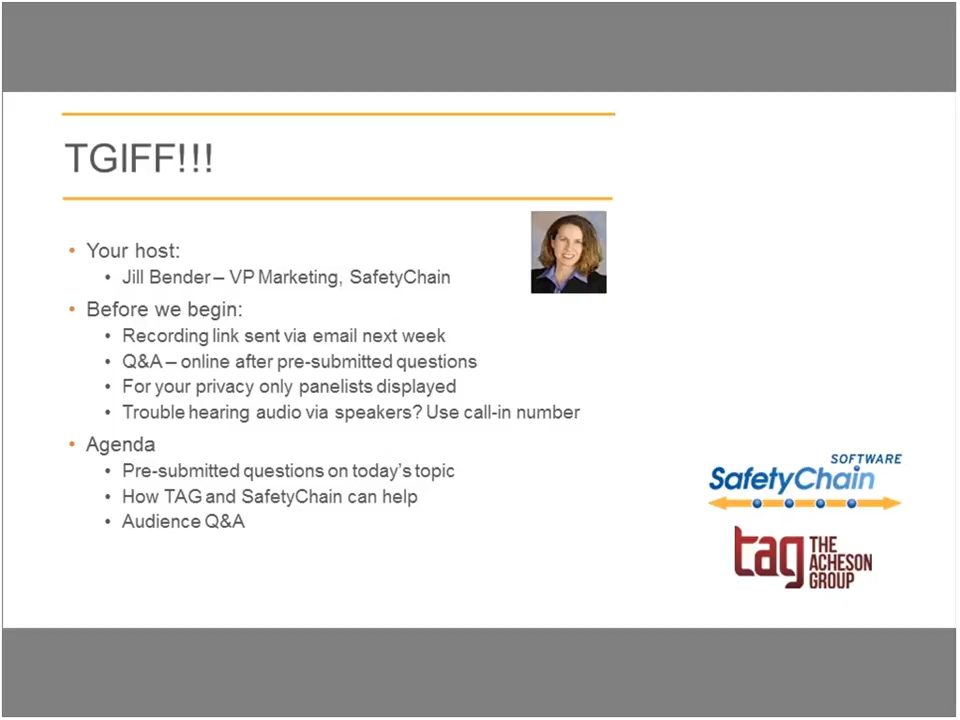 TGIFF!!!
• Your host:
• Jill Bender – VP Marketing, SafetyChain
• Before we begin:
• Recording link sent via email next week
• Q&A – online after pre-submitted questions
• For your privacy only panelists displayed
• Trouble hearing audio via speakers? Use call-in number
• Agenda
• Pre-submitted questions on today's topic
• How TAG and SafetyChain can help
• Audience Q&A
SOFTWARE
SafetyChain
tag THE
ACHESON
GROUP